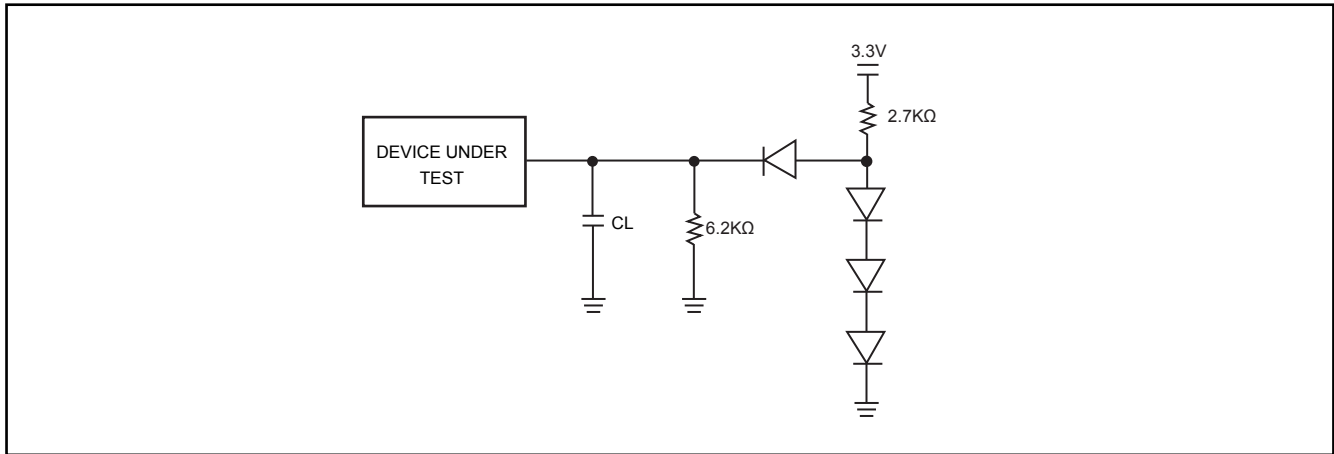 3.3V
2.7KΩ
DEVICE UNDER
TEST
CL
6.2KΩ